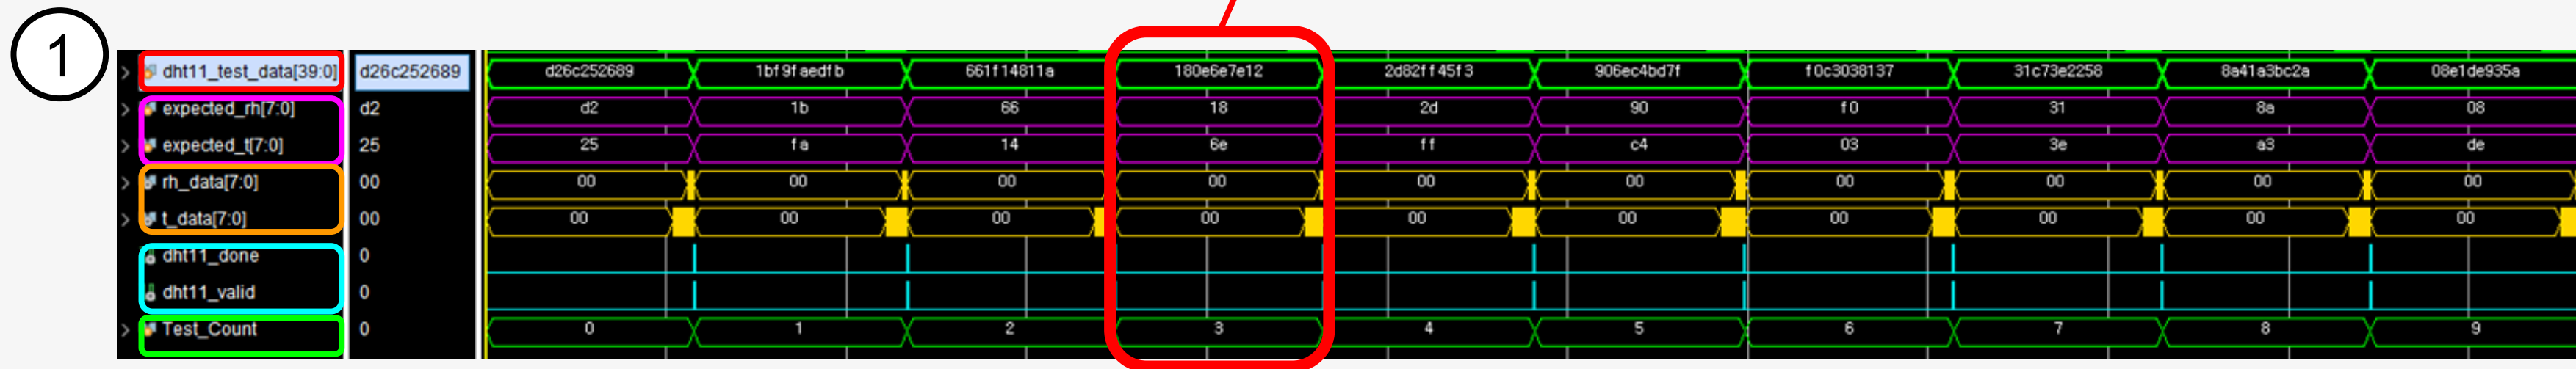 1
dht11_test_data[39:0] d26c252689 d26c252689 1bf9faedfb 661f14811a 180e6e7e12 2d82ff45f3 906ec4bd7f f0c3038137 31c73e2258 8a41a3bc2a 08e1de935a
expected_rh[7:0] d2 d2 1b 66 18 2d 90 f0 31 8a 08
expected_t[7:0] 25 25 fa 14 6e ff c4 03 3e a3 de
rh_data[7:0] 00 00 00 00 00 00 00 00 00 00 00
t_data[7:0] 00 00 00 00 00 00 00 00 00 00 00
dht11_done 0
dht11_valid 0
Test_Count 0 0 1 2 3 4 5 6 7 8 9